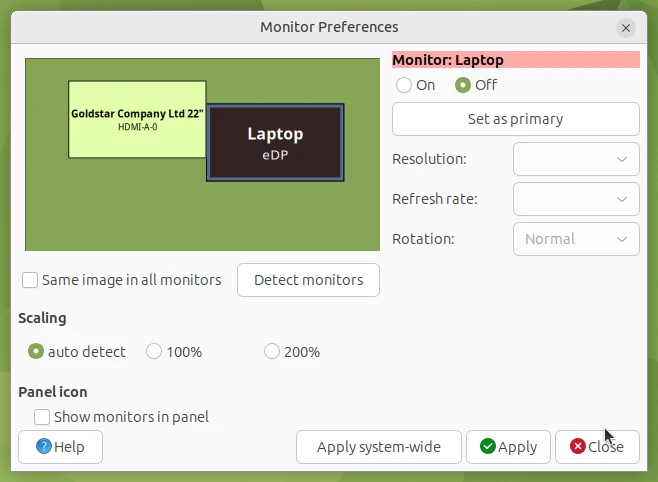 Monitor Preferences
Goldstar Company Ltd 22"
HDMI-A-0
Laptop
eDP
Monitor: Laptop
On
Off
Set as primary
Resolution:
Refresh rate:
Rotation:
Normal
Same image in all monitors
Detect monitors
Scaling
auto detect
100%
200%
Panel icon
Show monitors in panel
Help
Apply system-wide
Apply
Close